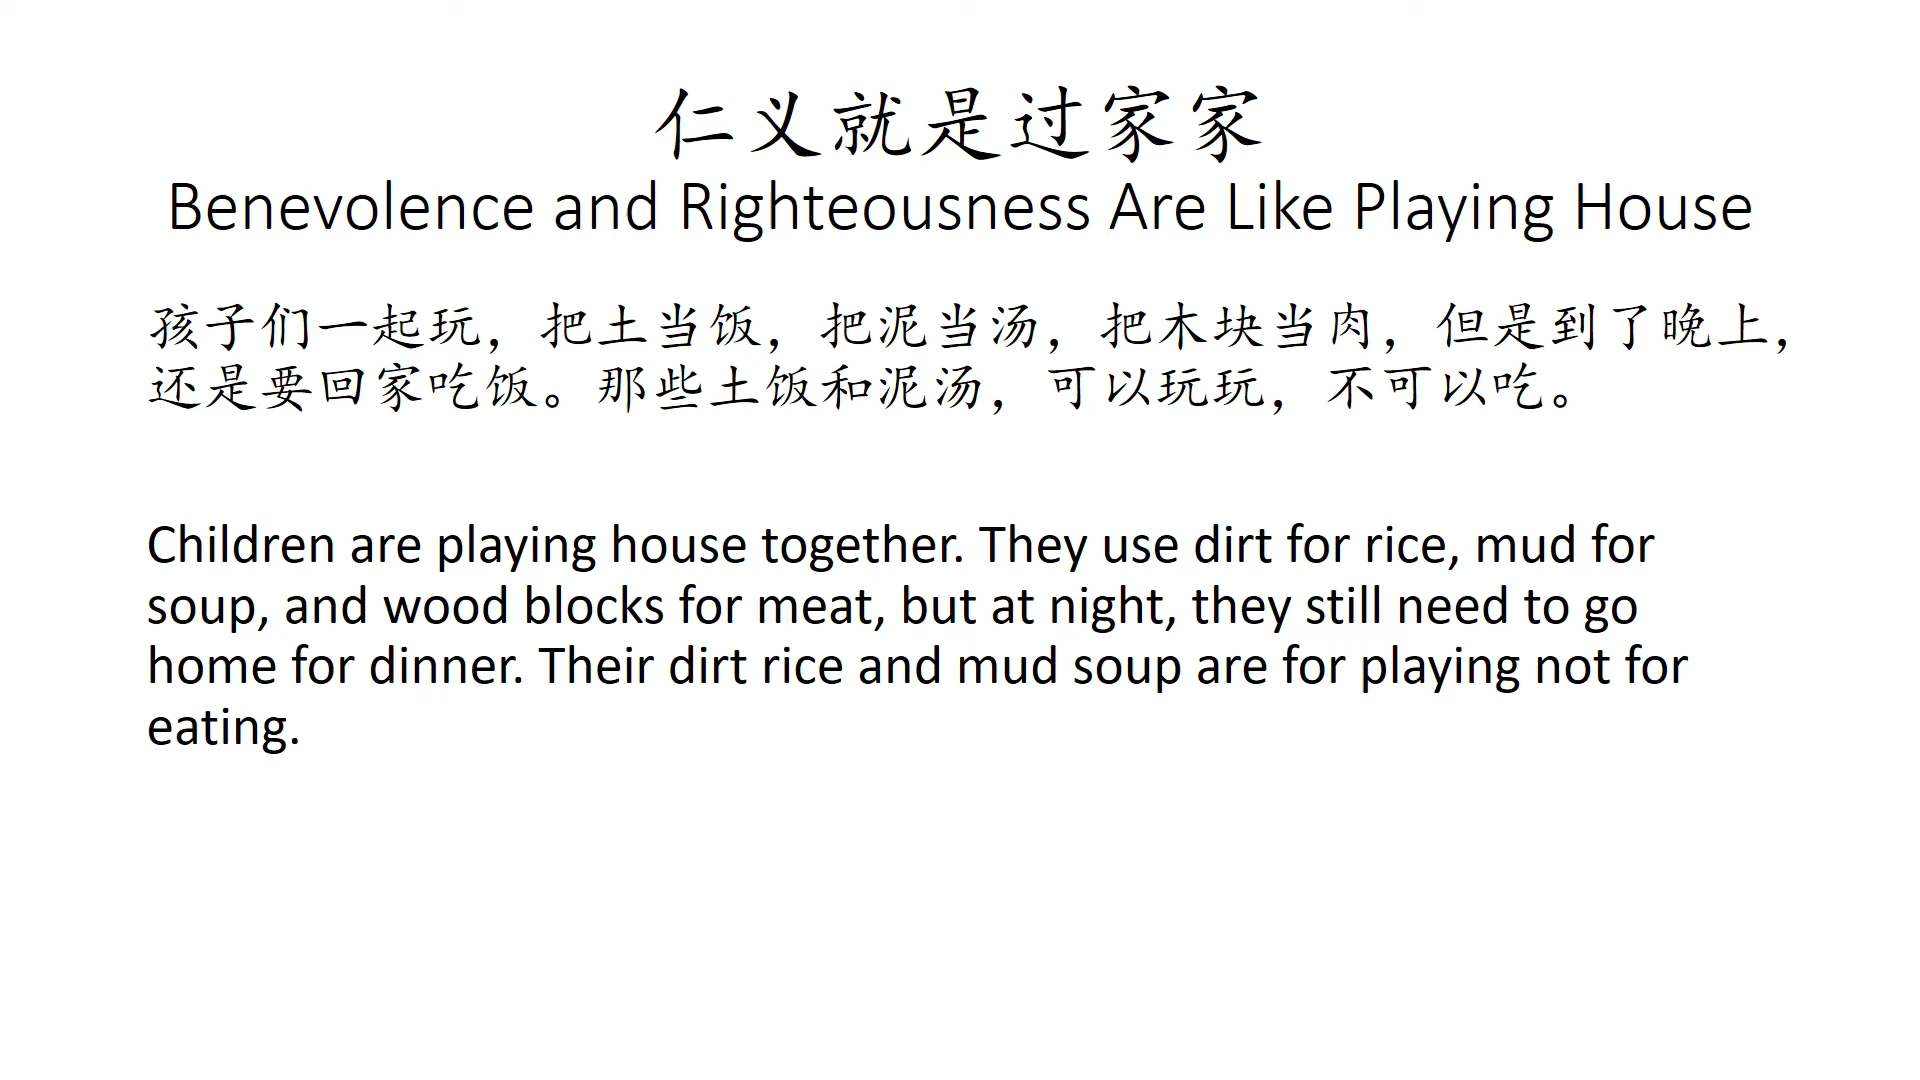 仁义就是过家家
Benevolence and Righteousness Are Like Playing House
孩子们一起玩，把土当饭，把泥当汤，把木块当肉，但是到了晚上，
还是要回家吃饭。那些土饭和泥汤，可以玩玩，不可以吃。
Children are playing house together. They use dirt for rice, mud for
soup, and wood blocks for meat, but at night, they still need to go
home for dinner. Their dirt rice and mud soup are for playing not for
eating.